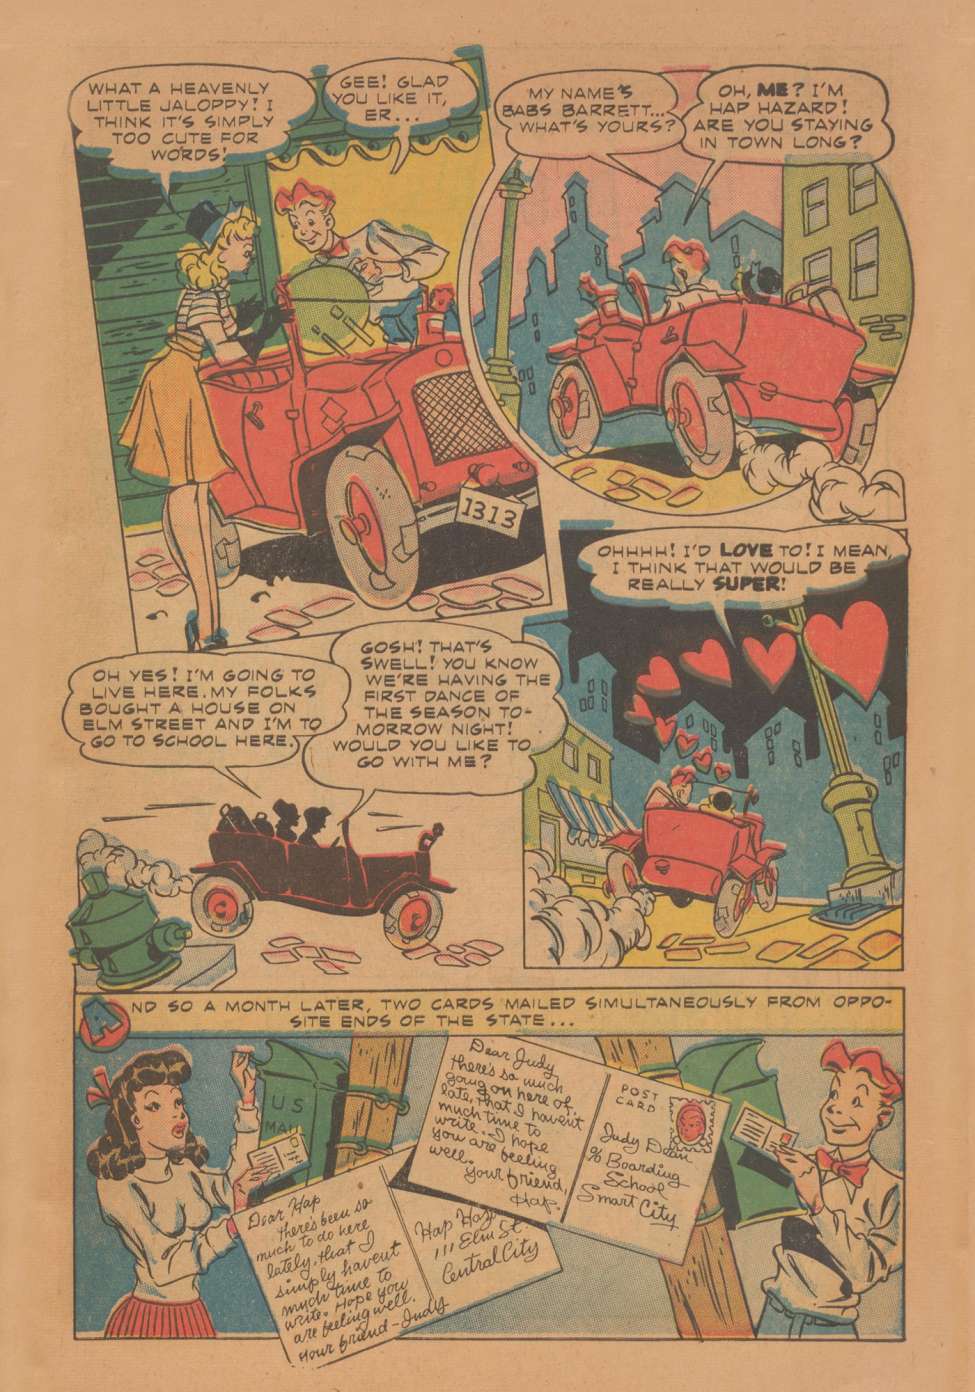 WHAT A HEAVENLY
LITTLE JALOPPY! I
THINK IT'S SIMPLY
TOO CUTE FOR
WORDS!
GEE! GLAD
YOU LIKE IT,
ER...
1313
MY NAME'S
BABS BARRETT...
WHAT'S YOURS?
OH, ME? I'M
HAP HAZARD!
ARE YOU STAYING
IN TOWN LONG?
OH YES! I'M GOING TO
LIVE HERE. MY FOLKS
BOUGHT A HOUSE ON
ELM STREET AND I'M TO
GO TO SCHOOL HERE.
GOSH! THAT'S
SWELL! YOU KNOW
WE'RE HAVING THE
FIRST DANCE OF
THE SEASON TO-
MORROW NIGHT!
WOULD YOU LIKE TO
GO WITH ME?
OHHHH! I'D LOVE TO! I MEAN,
I THINK THAT WOULD BE
REALLY SUPER!
AND SO A MONTH LATER, TWO CARDS MAILED SIMULTANEOUSLY FROM OPPO-
SITE ENDS OF THE STATE...
US
MAIL
Dear Hap
There's been so
much to do here
lately, that I
simply havent
much time to
write. Hope you
are feeling well.
Your friend - Judy
Hap Haz
111 Elm St
Central City
Dear Judy
there's so much
going on here of
late, that I haven't
much time to
write.. I hope
you are feeling
well.
Your friend,
Hap.
POST
CARD
Judy Dean
% Boarding
School
Smart City